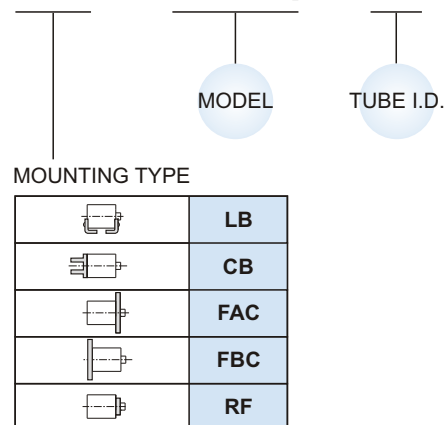 MODEL
TUBE I.D.
MOUNTING TYPE
LB
CB
FAC
FBC
RF